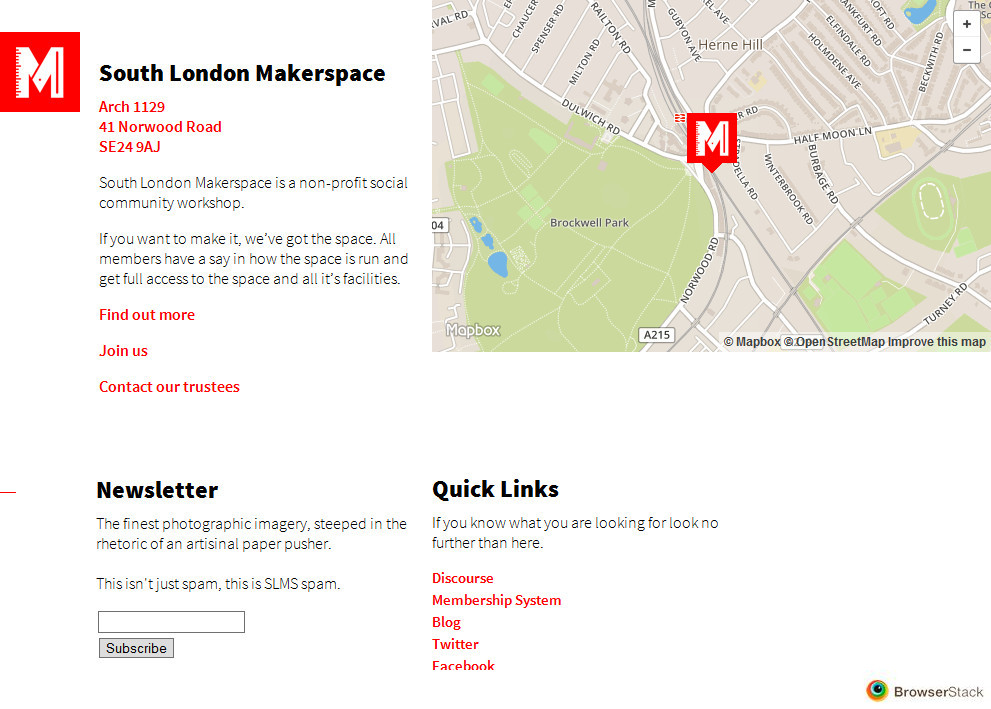 M
South London Makerspace
Arch 1129
41 Norwood Road
SE24 9AJ
South London Makerspace is a non-profit social
community workshop.
If you want to make it, we've got the space. All
members have a say in how the space is run and
get full access to the space and all it's facilities.
Find out more
Join us
Contact our trustees
RVAL RD
SPENSER RD
MILTON RD
RAILTON RD
GUBYON AVE
Herne Hill
FRANKFURT RD
ELFINDALE RD
HOLMDENE AVE
BECKWITH RD
+
−
DULWICH RD
M
HALF MOON LN
WINTERBROOK RD
BURBAGE RD
Brockwell Park
04
NORWOOD RD
TURNEY RD
A215
Mapbox
© Mapbox © OpenStreetMap Improve this map
Newsletter
The finest photographic imagery, steeped in the
rhetoric of an artisinal paper pusher.
This isn't just spam, this is SLMS spam.
Subscribe
Quick Links
If you know what you are looking for look no
further than here.
Discourse
Membership System
Blog
Twitter
Facebook
BrowserStack